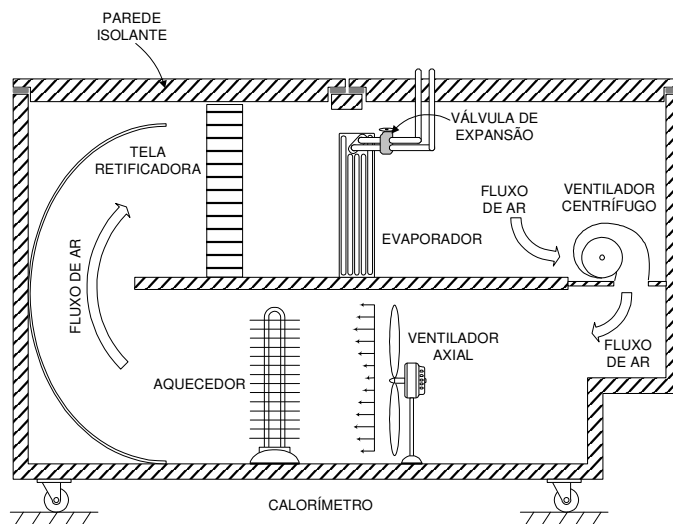 PAREDE
ISOLANTE
VÁLVULA DE
EXPANSÃO
TELA
RETIFICADORA
FLUXO
DE AR
VENTILADOR
CENTRÍFUGO
EVAPORADOR
FLUXO DE AR
VENTILADOR
AXIAL
FLUXO
DE AR
AQUECEDOR
CALORÍMETRO